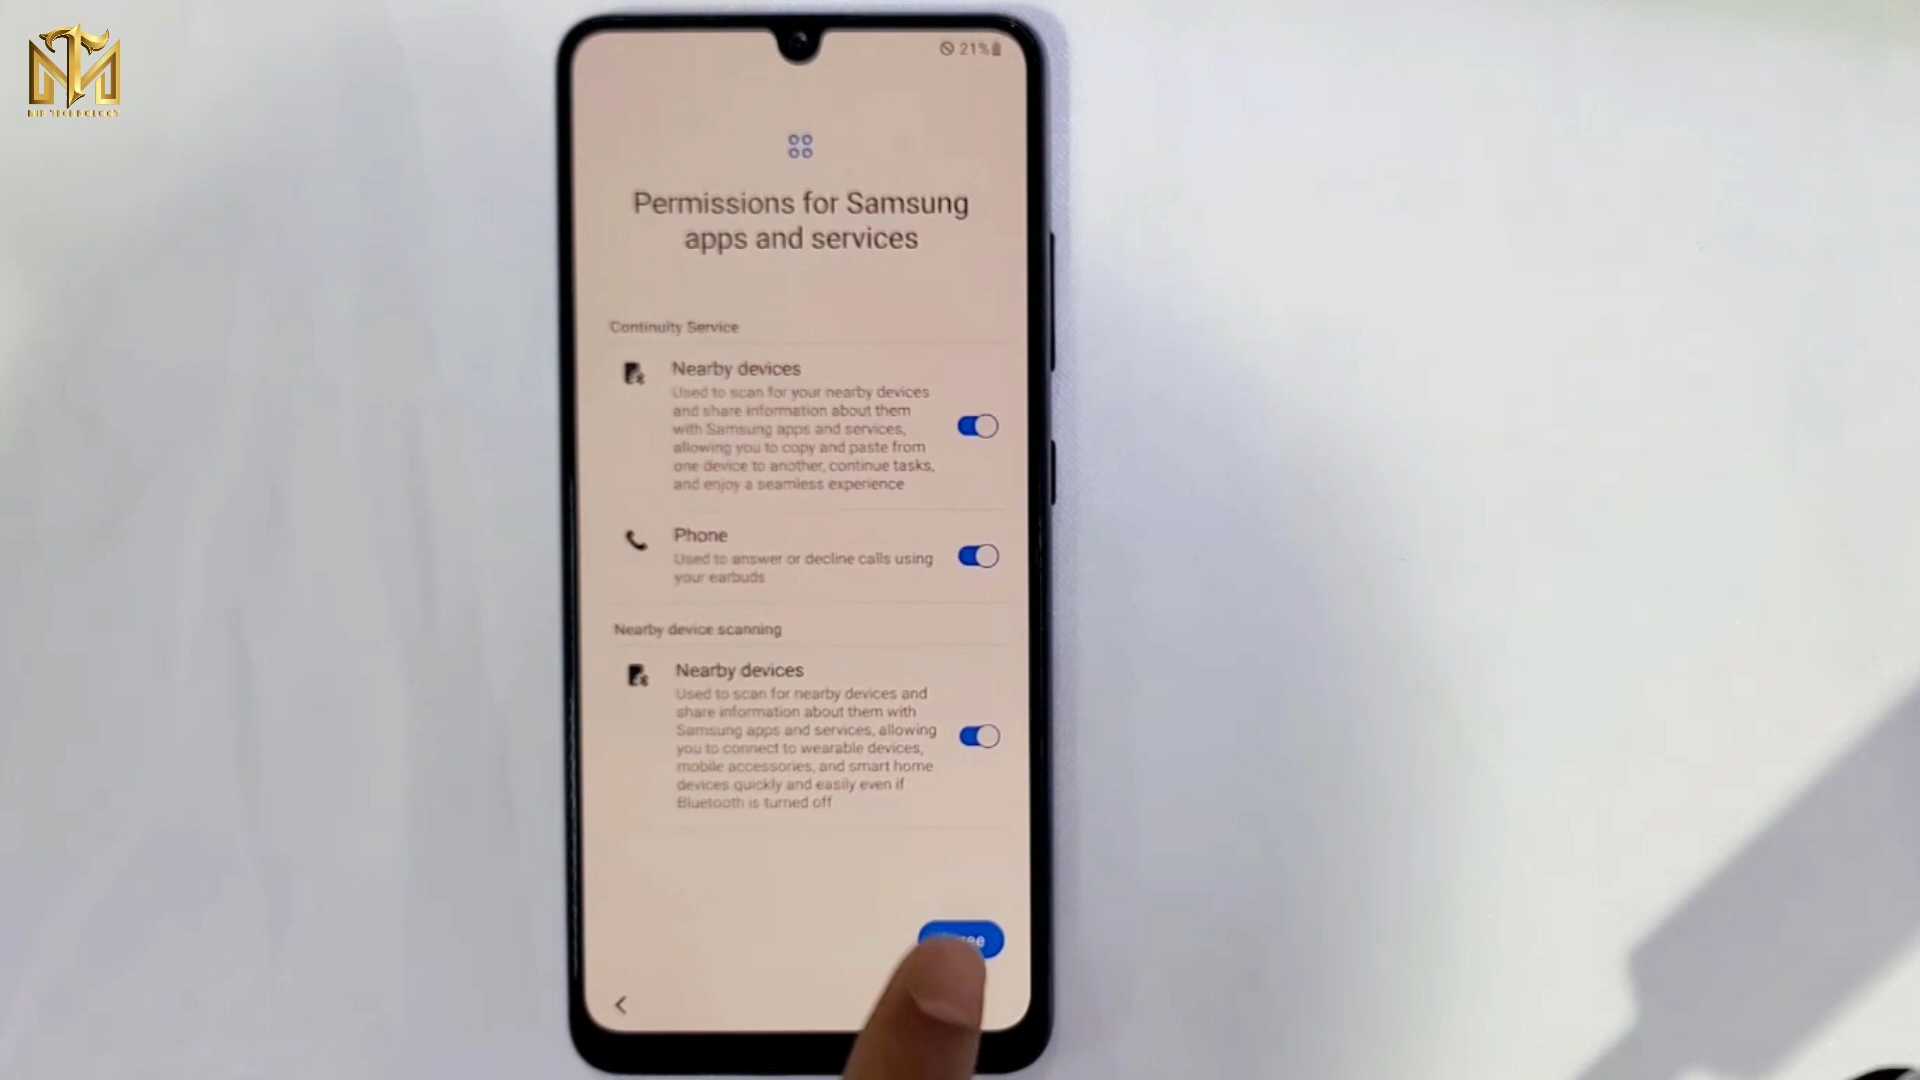 21%
Permissions for Samsung
apps and services
Continuity Service
Nearby devices
Used to scan for your nearby devices
and share information about them
with Samsung apps and services,
allowing you to copy and paste from
one device to another, continue tasks,
and enjoy a seamless experience
Phone
Used to answer or decline calls using
your earbuds
Nearby device scanning
Nearby devices
Used to scan for nearby devices and
share information about them with
Samsung apps and services, allowing
you to connect to wearable devices,
mobile accessories, and smart home
devices quickly and easily even if
Bluetooth is turned off